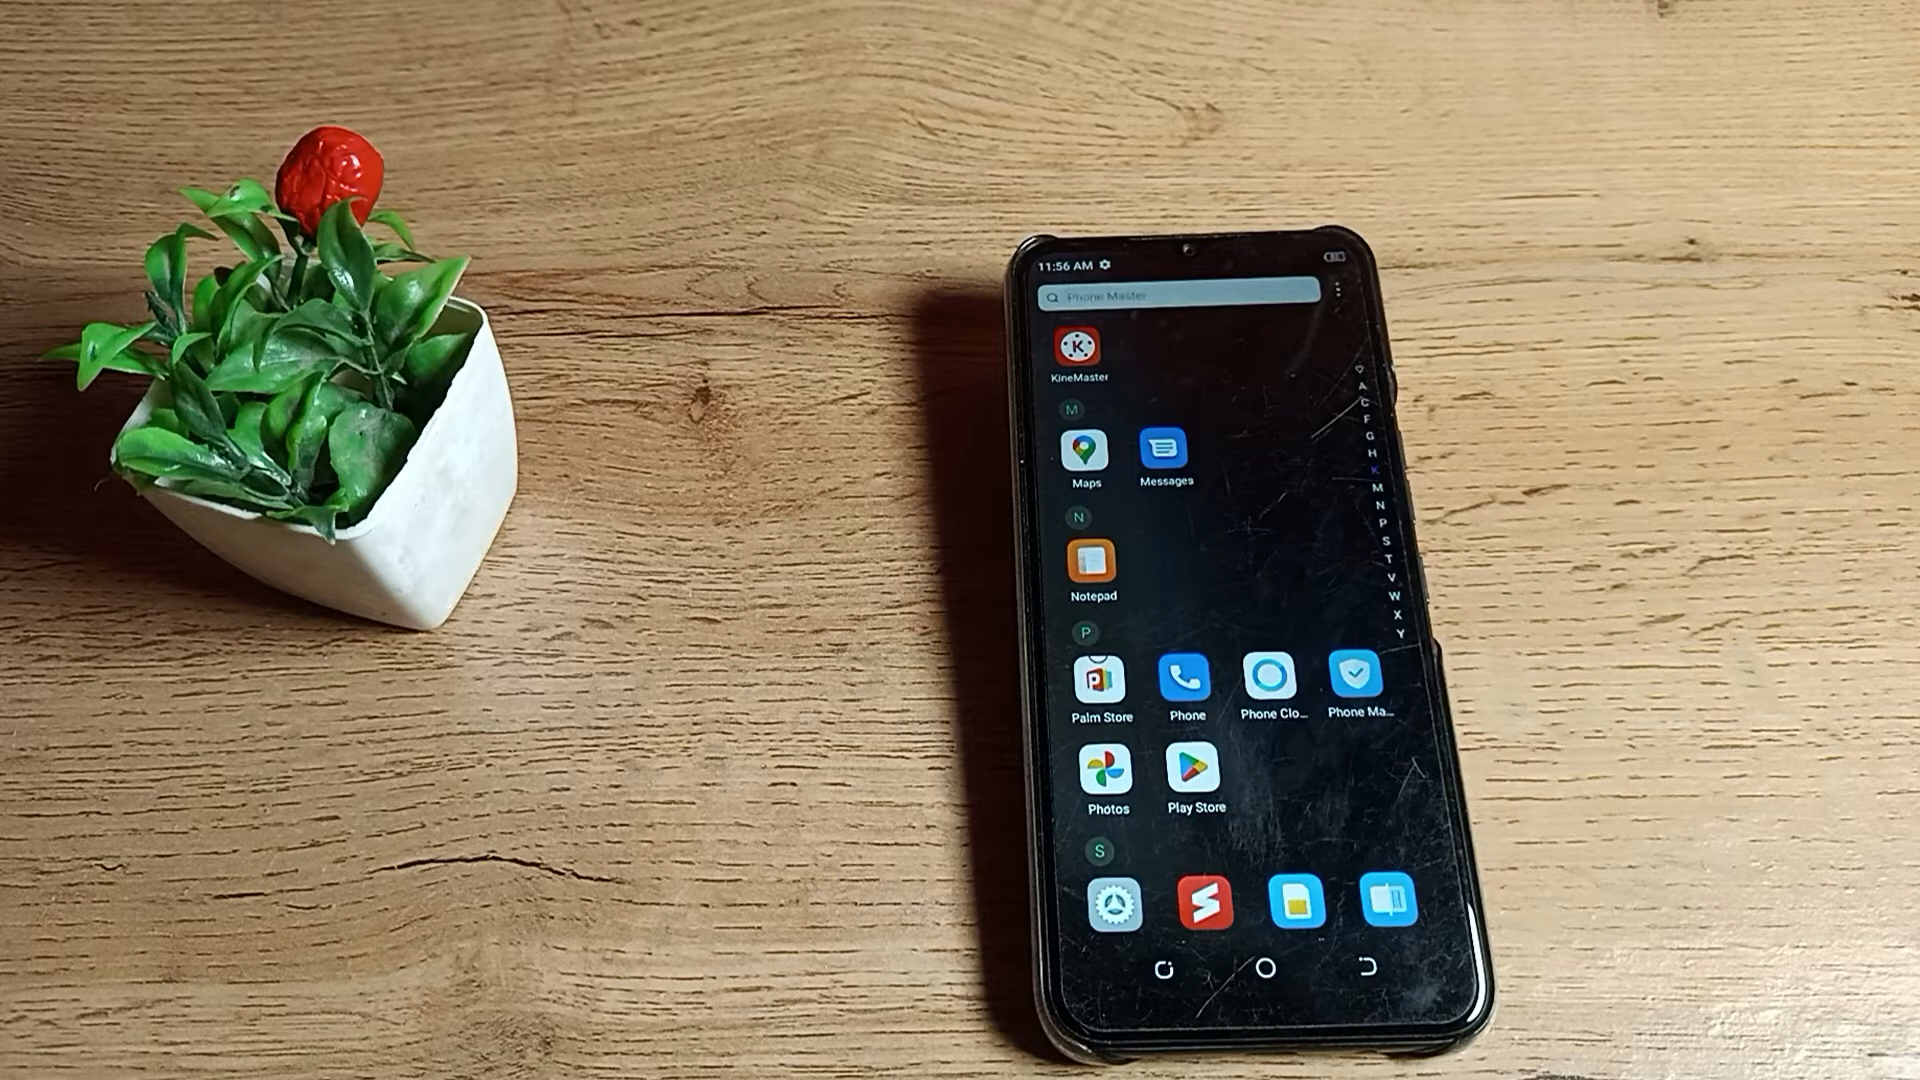 11:56 AM
Phone Master
K
KineMaster
M
Maps Messages
N
Notepad
P
Palm Store Phone Phone Clo... Phone Ma...
Photos Play Store
S
A
C
F
G
H
K
M
N
P
S
T
V
W
X
Y